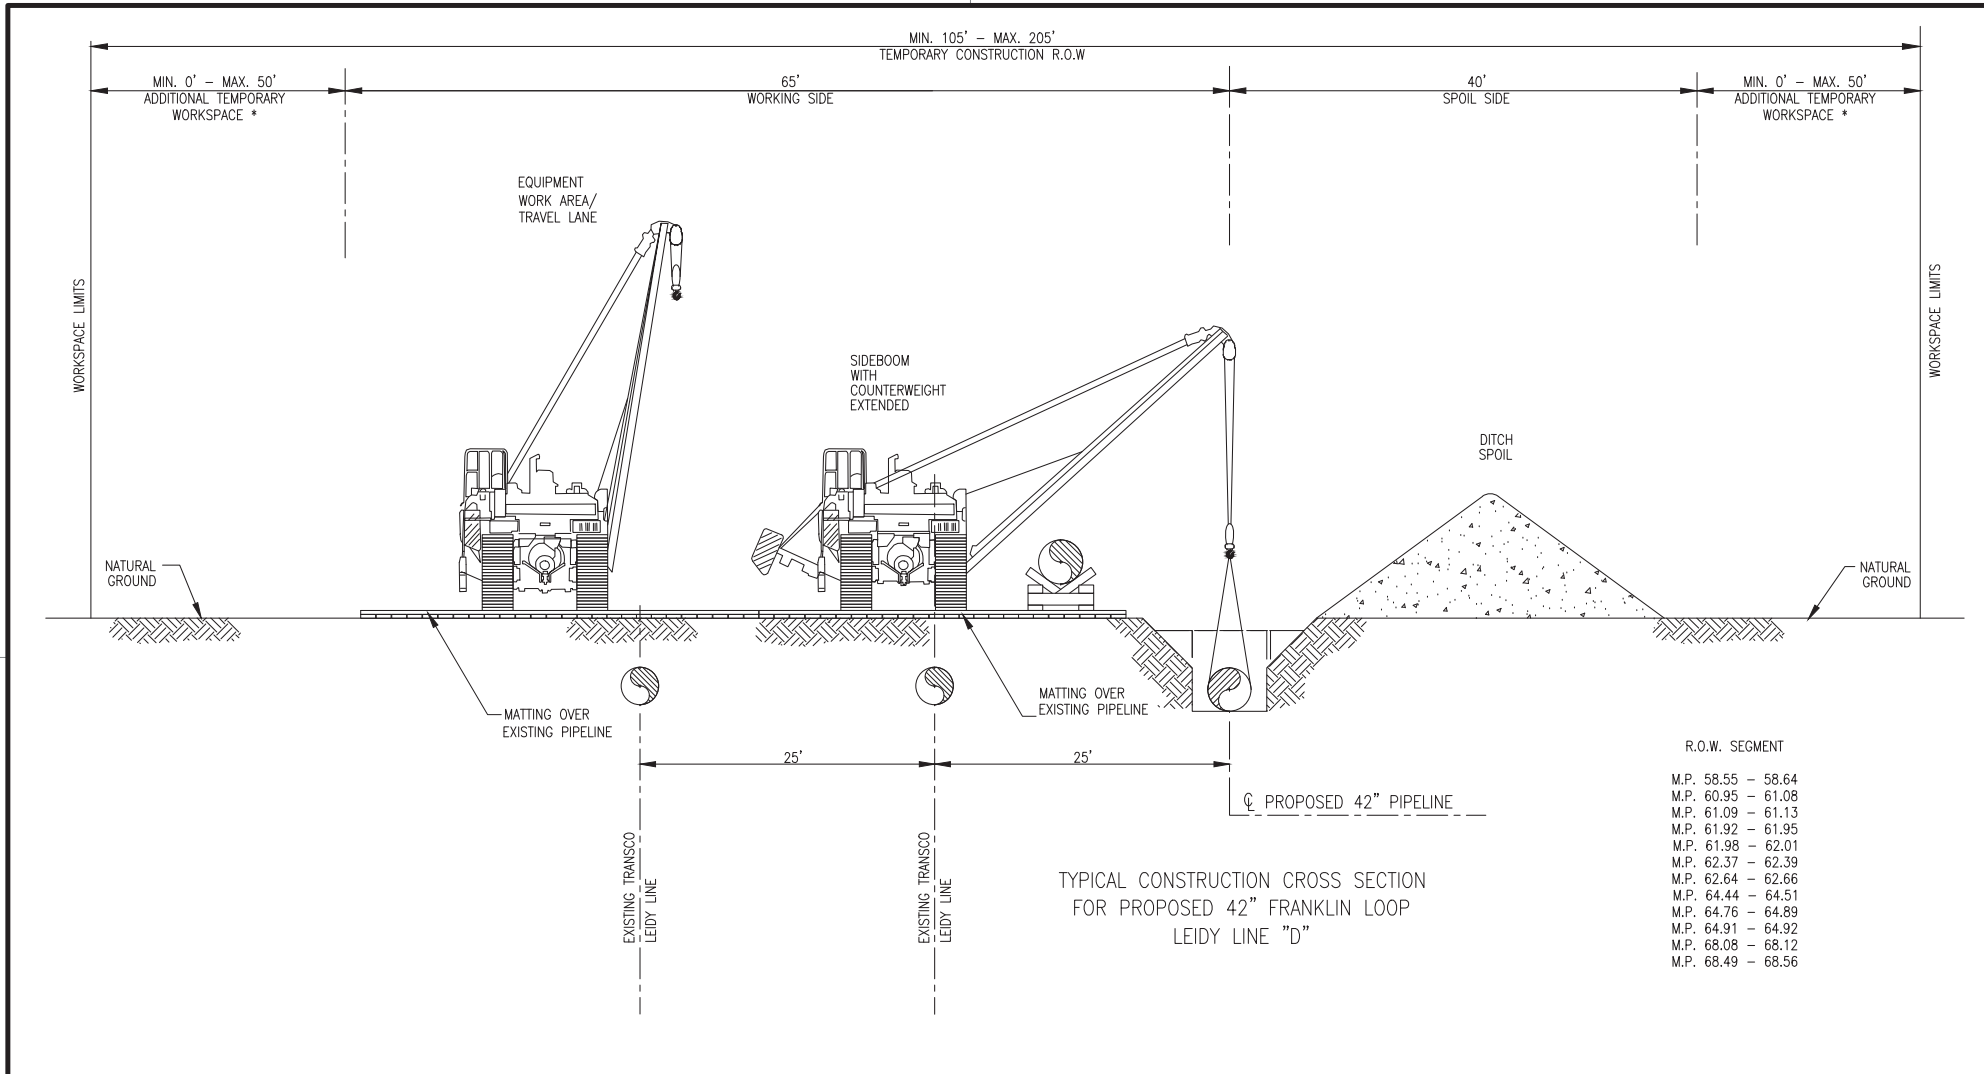 MIN. 105' - MAX. 205'
TEMPORARY CONSTRUCTION R.O.W
MIN. 0' - MAX. 50'
ADDITIONAL TEMPORARY
WORKSPACE *
65'
WORKING SIDE
40'
SPOIL SIDE
MIN. 0' - MAX. 50'
ADDITIONAL TEMPORARY
WORKSPACE *
EQUIPMENT
WORK AREA/
TRAVEL LANE
WORKSPACE LIMITS
WORKSPACE LIMITS
SIDEBOOM
WITH
COUNTERWEIGHT
EXTENDED
DITCH
SPOIL
NATURAL
GROUND
NATURAL
GROUND
MATTING OVER
EXISTING PIPELINE
MATTING OVER
EXISTING PIPELINE
25'
25'
℄ PROPOSED 42" PIPELINE
EXISTING TRANSCO
LEIDY LINE
EXISTING TRANSCO
LEIDY LINE
TYPICAL CONSTRUCTION CROSS SECTION
FOR PROPOSED 42" FRANKLIN LOOP
LEIDY LINE "D"
R.O.W. SEGMENT
M.P. 58.55 - 58.64
M.P. 60.95 - 61.08
M.P. 61.09 - 61.13
M.P. 61.92 - 61.95
M.P. 61.98 - 62.01
M.P. 62.37 - 62.39
M.P. 62.64 - 62.66
M.P. 64.44 - 64.51
M.P. 64.76 - 64.89
M.P. 64.91 - 64.92
M.P. 68.08 - 68.12
M.P. 68.49 - 68.56